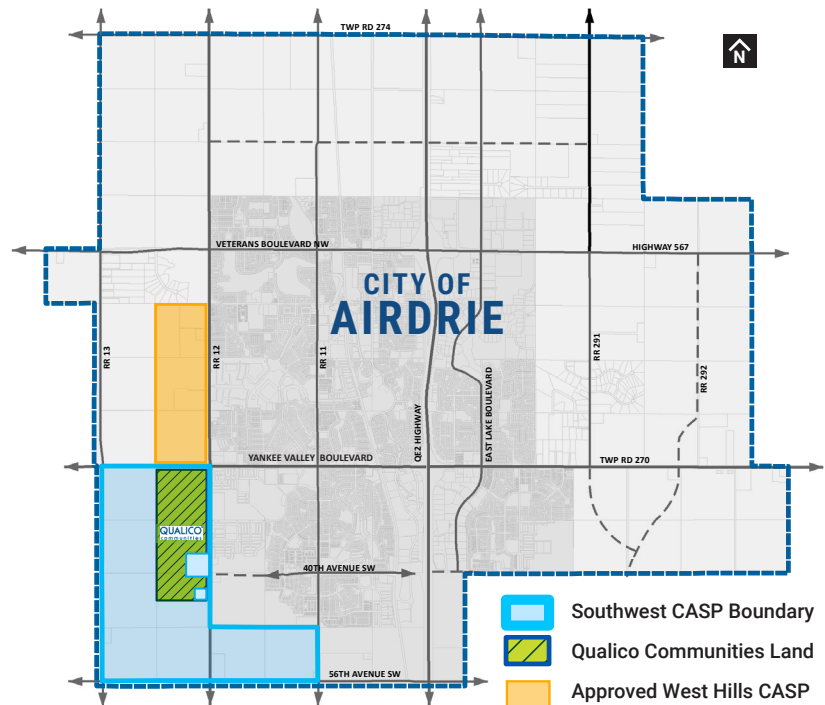 TWP RD 274
N
VETERANS BOULEVARD NW
HIGHWAY 567
CITY OF
AIRDRIE
RR 13
RR 12
RR 11
QE2 HIGHWAY
EAST LAKE BOULEVARD
RR 291
RR 292
YANKEE VALLEY BOULEVARD
TWP RD 270
QUALICO
communities
40TH AVENUE SW
56TH AVENUE SW
Southwest CASP Boundary
Qualico Communities Land
Approved West Hills CASP